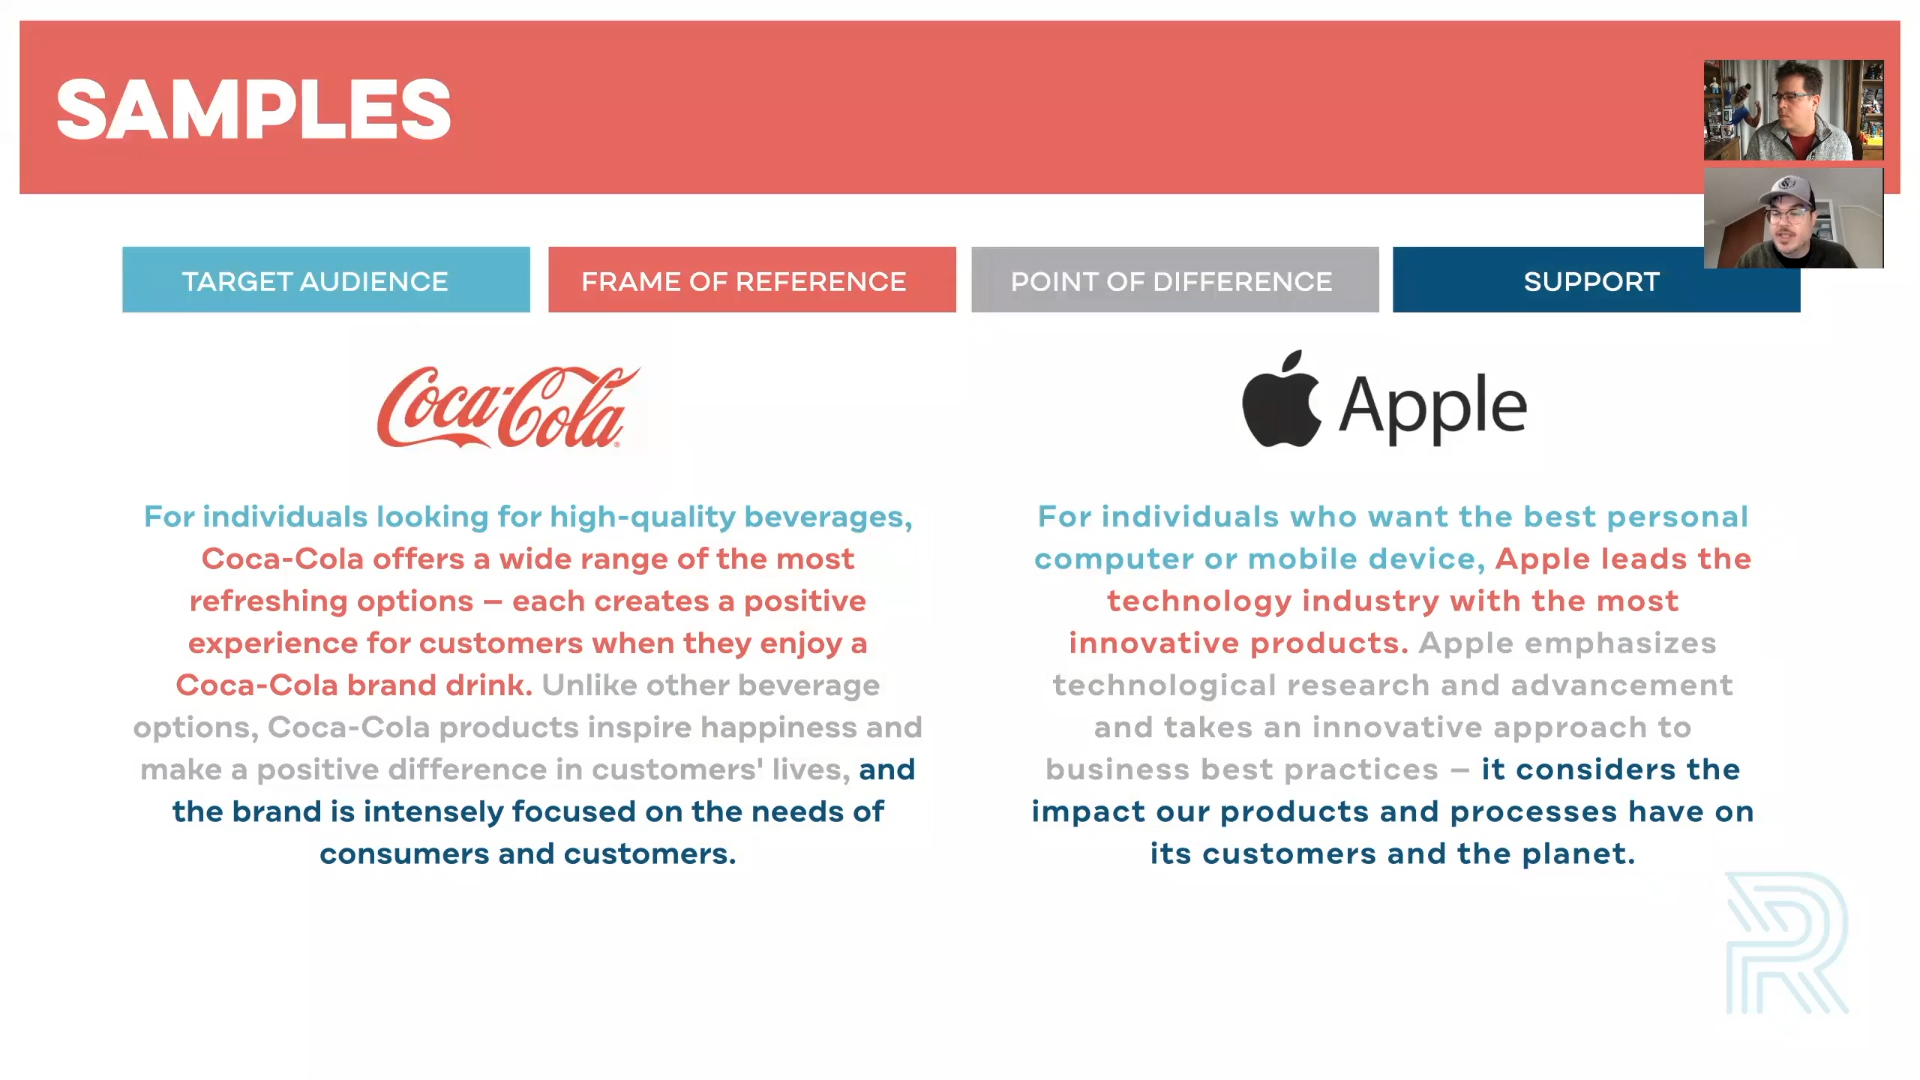 SAMPLES
TARGET AUDIENCE
FRAME OF REFERENCE
POINT OF DIFFERENCE
SUPPORT
Coca-Cola
For individuals looking for high-quality beverages,
Coca-Cola offers a wide range of the most
refreshing options – each creates a positive
experience for customers when they enjoy a
Coca-Cola brand drink. Unlike other beverage
options, Coca-Cola products inspire happiness and
make a positive difference in customers' lives, and
the brand is intensely focused on the needs of
consumers and customers.
Apple
For individuals who want the best personal
computer or mobile device, Apple leads the
technology industry with the most
innovative products. Apple emphasizes
technological research and advancement
and takes an innovative approach to
business best practices – it considers the
impact our products and processes have on
its customers and the planet.
R